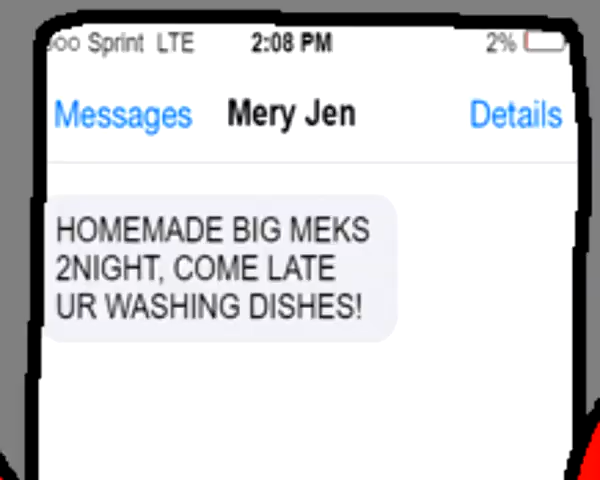 ooo Sprint LTE 2:08 PM 2%
Messages Mery Jen Details
HOMEMADE BIG MEKS
2NIGHT, COME LATE
UR WASHING DISHES!